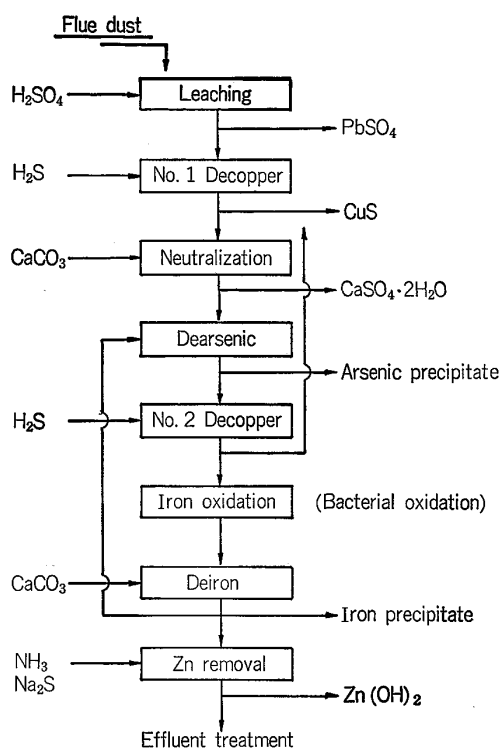 Flue dust
H₂SO₄
Leaching
PbSO₄
H₂S
No. 1 Decopper
CuS
CaCO₃
Neutralization
CaSO₄·2H₂O
Dearsenic
Arsenic precipitate
H₂S
No. 2 Decopper
Iron oxidation
(Bacterial oxidation)
CaCO₃
Deiron
Iron precipitate
NH₃
Na₂S
Zn removal
Zn(OH)₂
Effluent treatment